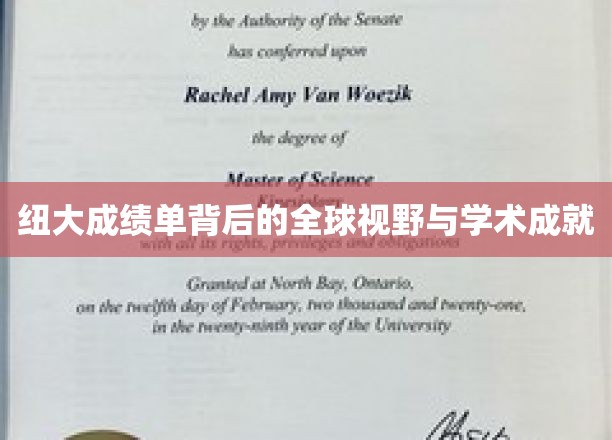 by the Authority of the Senate
has conferred upon
Rachel Amy Van Woezik
the degree of
Master of Science
Kinesiology
纽大成绩单背后的全球视野与学术成就
with all its rights, privileges and obligations
Granted at North Bay, Ontario,
on the twelfth day of February, two thousand and twenty-one,
in the twenty-ninth year of the University